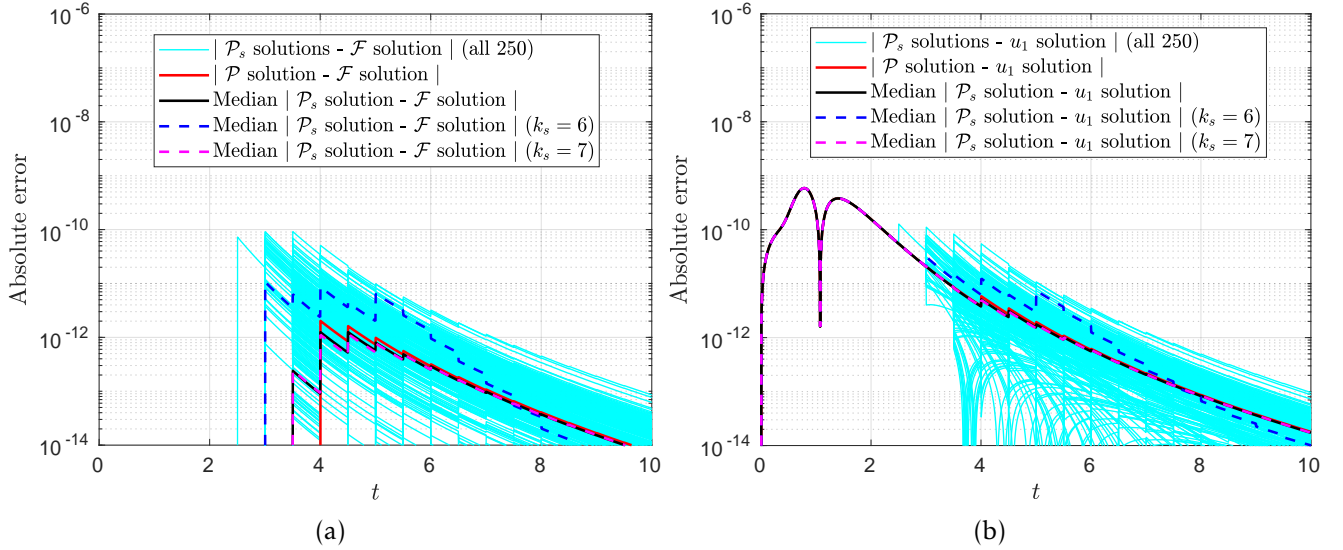 10^-6
10^-8
10^-10
10^-12
10^-14
Absolute error
| P_s solutions - F solution | (all 250)
| P solution - F solution |
Median | P_s solution - F solution |
Median | P_s solution - F solution | (k_s = 6)
Median | P_s solution - F solution | (k_s = 7)
0 2 4 6 8 10
t
(a)
10^-6
10^-8
10^-10
10^-12
10^-14
Absolute error
| P_s solutions - u_1 solution | (all 250)
| P solution - u_1 solution |
Median | P_s solution - u_1 solution |
Median | P_s solution - u_1 solution | (k_s = 6)
Median | P_s solution - u_1 solution | (k_s = 7)
0 2 4 6 8 10
t
(b)